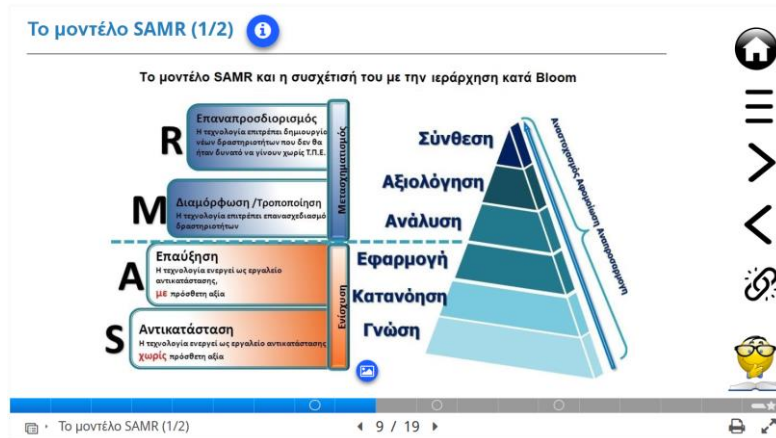 Το μοντέλο SAMR (1/2)
Το μοντέλο SAMR και η συσχέτισή του με την ιεράρχηση κατά Bloom
R
Επαναπροσδιορισμός
Η τεχνολογία επιτρέπει δημιουργία
νέων δραστηριοτήτων που δεν θα
ήταν δυνατό να γίνουν χωρίς Τ.Π.Ε.
M
Διαμόρφωση /Τροποποίηση
Η τεχνολογία επιτρέπει επανασχεδιασμό
δραστηριοτήτων
Μετασχηματισμός
A
Επαύξηση
Η τεχνολογία ενεργεί ως εργαλείο
αντικατάστασης,
με πρόσθετη αξία
S
Αντικατάσταση
Η τεχνολογία ενεργεί ως εργαλείο αντικατάστασης
χωρίς πρόσθετη αξία
Ενίσχυση
Σύνθεση
Αξιολόγηση
Ανάλυση
Εφαρμογή
Κατανόηση
Γνώση
Αναστοχασμός Αφομοίωση Αναπροσαρμογή
Το μοντέλο SAMR (1/2)
9 / 19